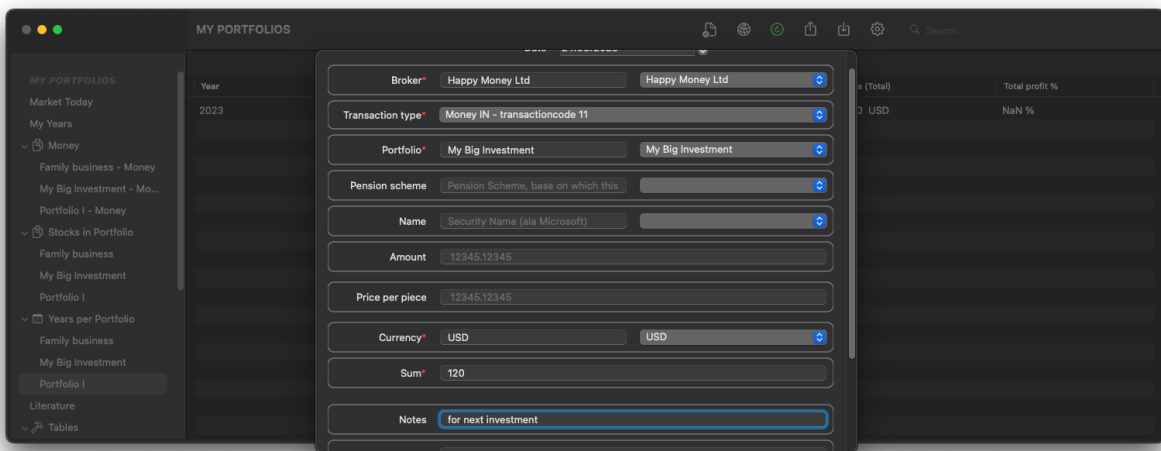 MY PORTFOLIOS
Search
MY PORTFOLIOS
Market Today
My Years
Money
Family business - Money
My Big Investment - Mo...
Portfolio I - Money
Stocks in Portfolio
Family business
My Big Investment
Portfolio I
Years per Portfolio
Family business
My Big Investment
Portfolio I
Literature
Tables
Year
2023
Broker* Happy Money Ltd Happy Money Ltd
Transaction type* Money IN - transactioncode 11
Portfolio* My Big Investment My Big Investment
Pension scheme Pension Scheme, base on which this
Name Security Name (ala Microsoft)
Amount 12345.12345
Price per piece 12345.12345
Currency* USD USD
Sum* 120
Notes for next investment
(Total) Total profit %
USD NaN %